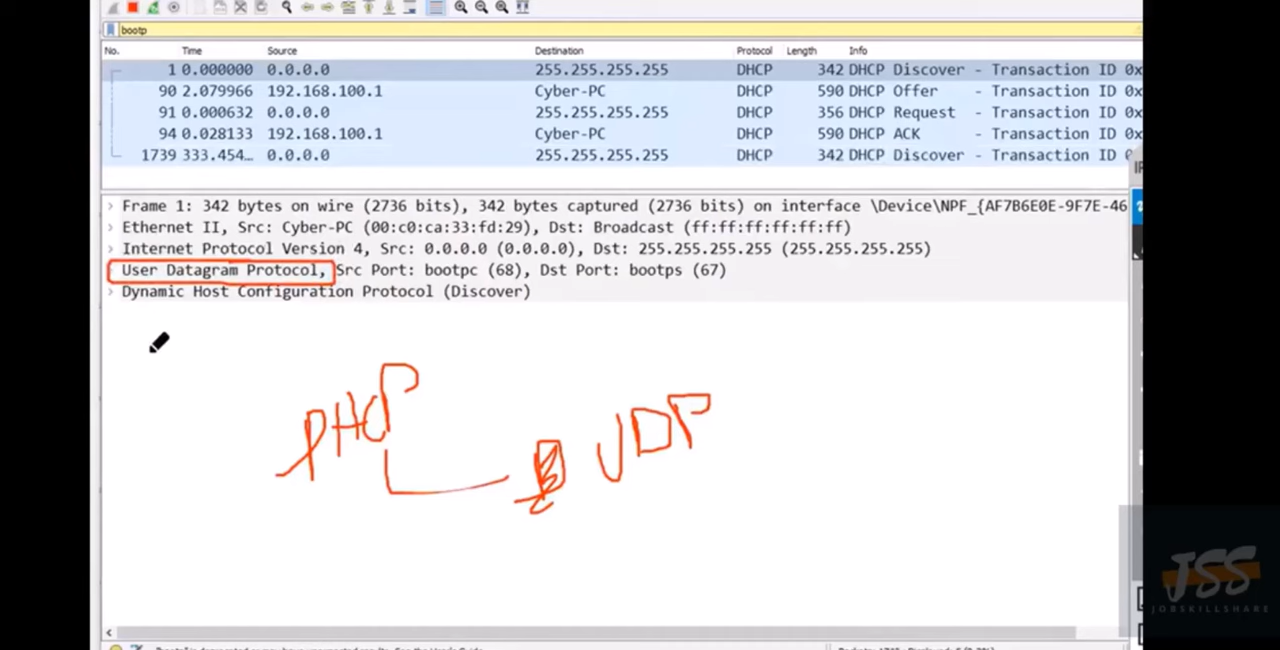 bootp
No. Time Source Destination Protocol Length Info
1 0.000000 0.0.0.0 255.255.255.255 DHCP 342 DHCP Discover - Transaction ID 0x
90 2.079966 192.168.100.1 Cyber-PC DHCP 590 DHCP Offer - Transaction ID 0x
91 0.000632 0.0.0.0 255.255.255.255 DHCP 356 DHCP Request - Transaction ID 0x
94 0.028133 192.168.100.1 Cyber-PC DHCP 590 DHCP ACK - Transaction ID 0x
1739 333.454… 0.0.0.0 255.255.255.255 DHCP 342 DHCP Discover - Transaction ID 0x
Frame 1: 342 bytes on wire (2736 bits), 342 bytes captured (2736 bits) on interface \Device\NPF_{AF7B6E0E-9F7E-46
Ethernet II, Src: Cyber-PC (00:c0:ca:33:fd:29), Dst: Broadcast (ff:ff:ff:ff:ff:ff)
Internet Protocol Version 4, Src: 0.0.0.0 (0.0.0.0), Dst: 255.255.255.255 (255.255.255.255)
User Datagram Protocol, Src Port: bootpc (68), Dst Port: bootps (67)
Dynamic Host Configuration Protocol (Discover)
DHCP
UDP
JSS
JOBSKILLSHARE